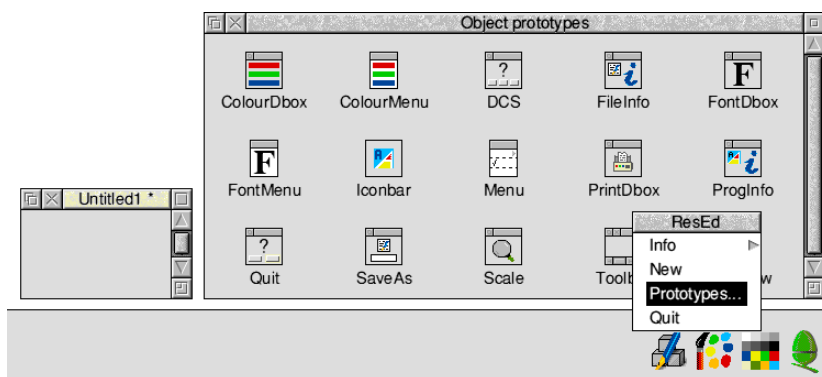 Object prototypes
ColourDbox ColourMenu DCS FileInfo FontDbox
FontMenu Iconbar Menu PrintDbox ProgInfo
Untitled1 *
Quit SaveAs Scale
ResEd
Info
New
Prototypes...
Quit